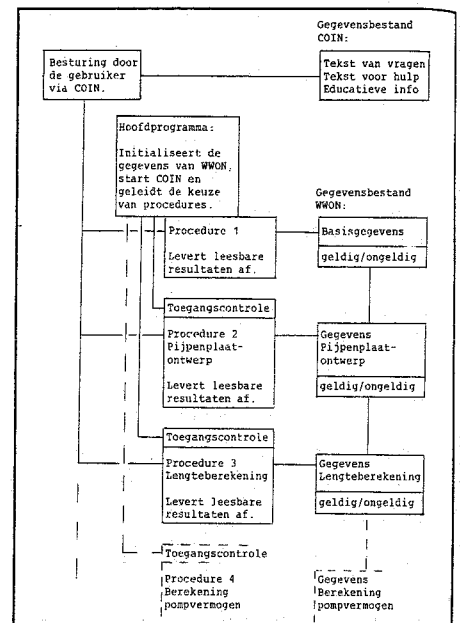 Gegevensbestand
COIN:
Besturing door
de gebruiker
via COIN.
Tekst van vragen
Tekst voor hulp
Educatieve info
Hoofdprogramma:
Initialiseert de
gegevens van WWON,
start COIN en
geleidt de keuze
van procedures.
Gegevensbestand
WWON:
Procedure 1
Levert leesbare
resultaten af.
Basisgegevens
geldig/ongeldig
Toegangscontrole
Procedure 2
Pijpenplaat-
ontwerp
Levert leesbare
resultaten af.
Gegevens
Pijpenplaat-
ontwerp
geldig/ongeldig
Toegangscontrole
Procedure 3
Lengteberekening
Levert leesbare
resultaten af.
Gegevens
Lengteberekening
geldig/ongeldig
Toegangscontrole
Procedure 4
Berekening
pompvermogen
Gegevens
Berekening
pompvermogen